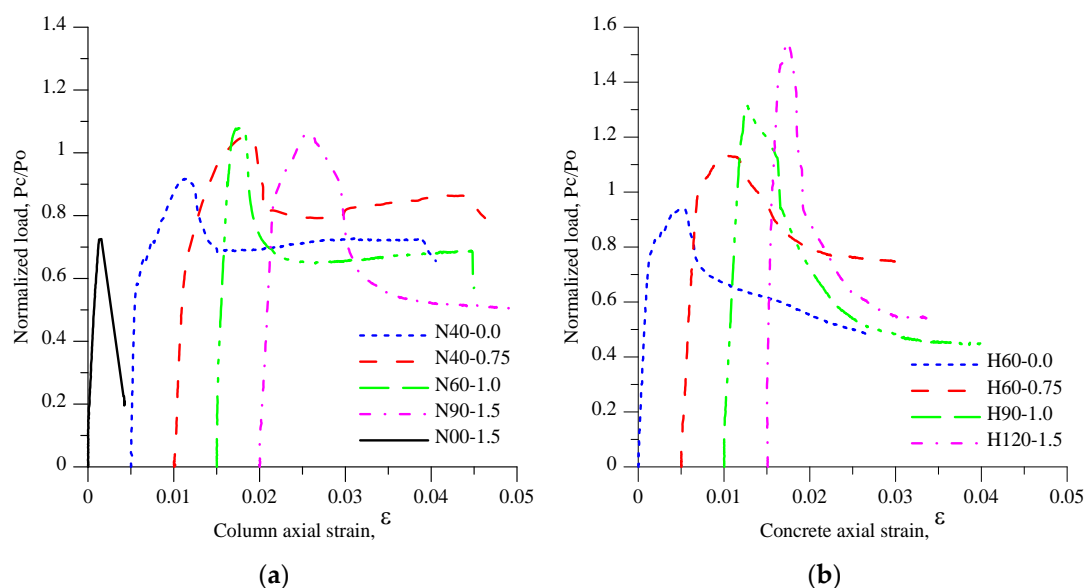 1.4
1.2
1
0.8
0.6
0.4
0.2
0
Normalized load, Pc/Po
N40-0.0
N40-0.75
N60-1.0
N90-1.5
N00-1.5
0 0.01 0.02 0.03 0.04 0.05
Column axial strain, ε
(a)
1.6
1.4
1.2
1
0.8
0.6
0.4
0.2
0
Normalized load, Pc/Po
H60-0.0
H60-0.75
H90-1.0
H120-1.5
0 0.01 0.02 0.03 0.04 0.05
Concrete axial strain, ε
(b)